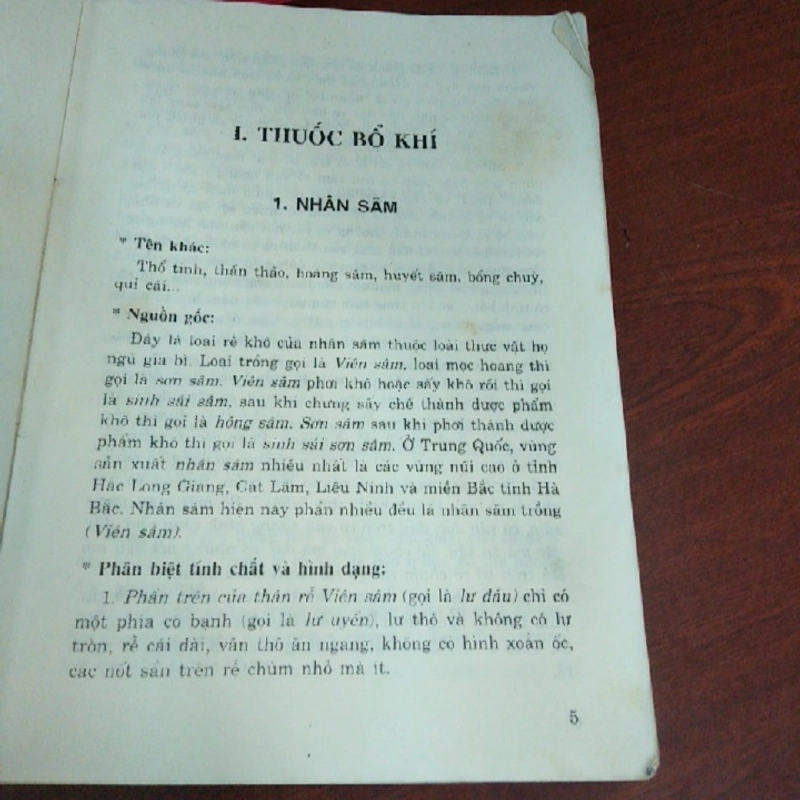 I. THUỐC BỔ KHÍ
1. NHÂN SÂM
* Tên khác:
Thổ tinh, thần thảo, hoàng sâm, huyết sâm, bổng chuỳ,
quỉ cái...
* Nguồn gốc:
Đây là loại rễ khô của nhân sâm thuộc loài thực vật họ
ngũ gia bì. Loại trồng gọi là Viên sâm, loại mọc hoang thì
gọi là sơn sâm. Viên sâm phơi khô hoặc sấy khô rồi thì gọi
là sinh sái sâm, sau khi chưng sấy chế thành dược phẩm
khô thì gọi là hồng sâm. Sơn sâm sau khi phơi thành dược
phẩm khô thì gọi là sinh sái sơn sâm. Ở Trung Quốc, vùng
sản xuất nhân sâm nhiều nhất là các vùng núi cao ở tỉnh
Hắc Long Giang, Cát Lâm, Liêu Ninh và miền Bắc tỉnh Hà
Bắc. Nhân sâm hiện nay phần nhiều đều là nhân sâm trồng
(Viên sâm).
* Phân biệt tính chất và hình dạng:
1. Phần trên của thân rễ Viên sâm (gọi là lư đầu) chỉ có
một phía có bạnh (gọi là lư uyển), lư thô và không có lư
tròn, rễ cái dài, vân thô ăn ngang, không có hình xoắn ốc,
các nốt sần trên rễ chùm nhỏ mà ít.
5